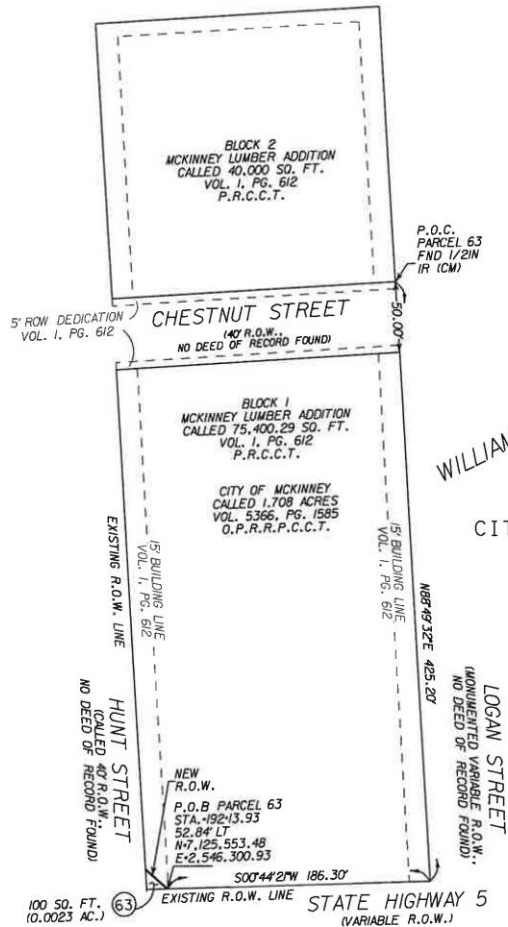 BLOCK 2
MCKINNEY LUMBER ADDITION
CALLED 40,000 SQ. FT.
VOL. 1, PG. 612
P.R.C.C.T.
P.O.C.
PARCEL 63
FND 1/2IN
IR (CM)
5' ROW DEDICATION
VOL. 1, PG. 612
CHESTNUT STREET
(40' R.O.W.,
NO DEED OF RECORD FOUND)
50.00'
BLOCK 1
MCKINNEY LUMBER ADDITION
CALLED 75,400.29 SQ. FT.
VOL. 1, PG. 612
P.R.C.C.T.
CITY OF MCKINNEY
CALLED 1.708 ACRES
VOL. 5366, PG. 1585
O.P.R.R.P.C.C.T.
CIT
EXISTING R.O.W. LINE
15' BUILDING LINE
VOL. 1, PG. 612
15' BUILDING LINE
VOL. 1, PG. 612
N88°49'32"E 425.20'
HUNT STREET
(CALLED 40' R.O.W.;
NO DEED OF RECORD FOUND)
LOGAN STREET
(MONUMENTED VARIABLE R.O.W.,
NO DEED OF RECORD FOUND)
NEW
R.O.W.
P.O.B PARCEL 63
STA.=192+13.93
52.84' LT
N=7,125,553.48
E=2,546,300.93
S00°44'21"W 186.30'
100 SQ. FT.
(0.0023 AC.)
63
EXISTING R.O.W. LINE
STATE HIGHWAY 5
(VARIABLE R.O.W.)